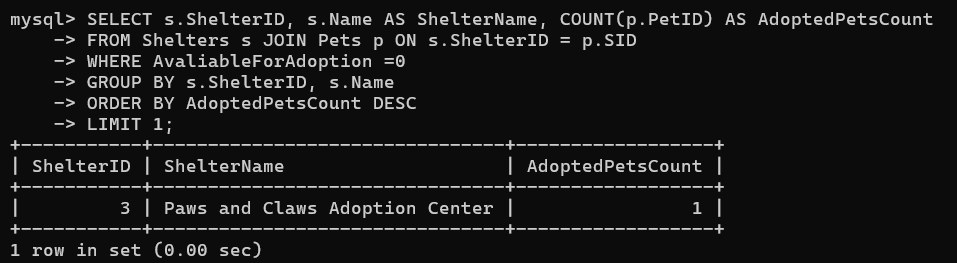 mysql> SELECT s.ShelterID, s.Name AS ShelterName, COUNT(p.PetID) AS AdoptedPetsCount
    -> FROM Shelters s JOIN Pets p ON s.ShelterID = p.SID
    -> WHERE AvaliableForAdoption =0
    -> GROUP BY s.ShelterID, s.Name
    -> ORDER BY AdoptedPetsCount DESC
    -> LIMIT 1;
+-----------+------------------------------+------------------+
| ShelterID | ShelterName                  | AdoptedPetsCount |
+-----------+------------------------------+------------------+
|         3 | Paws and Claws Adoption Center |                1 |
+-----------+------------------------------+------------------+
1 row in set (0.00 sec)